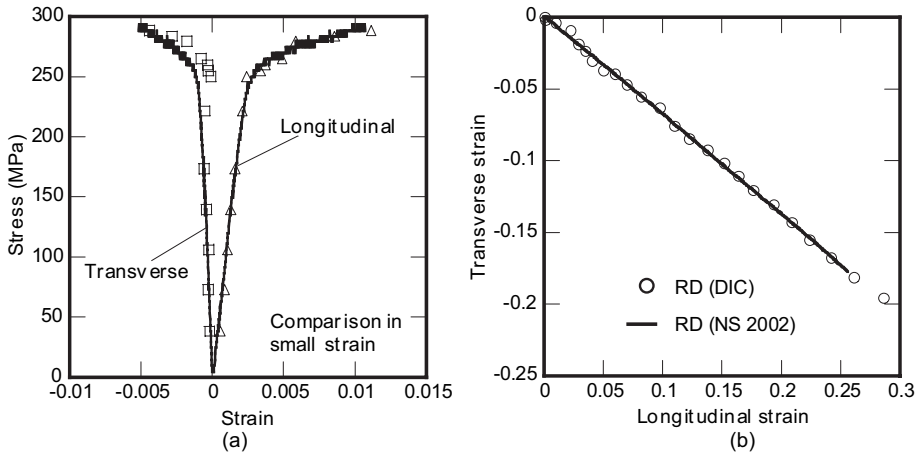 300
250
200
150
100
50
0
Stress (MPa)
-0.01
-0.005
0
0.005
0.01
0.015
Strain
(a)
Longitudinal
Transverse
Comparison in
small strain
0
-0.05
-0.1
-0.15
-0.2
-0.25
Transverse strain
0
0.05
0.1
0.15
0.2
0.25
0.3
Longitudinal strain
(b)
RD (DIC)
RD (NS 2002)